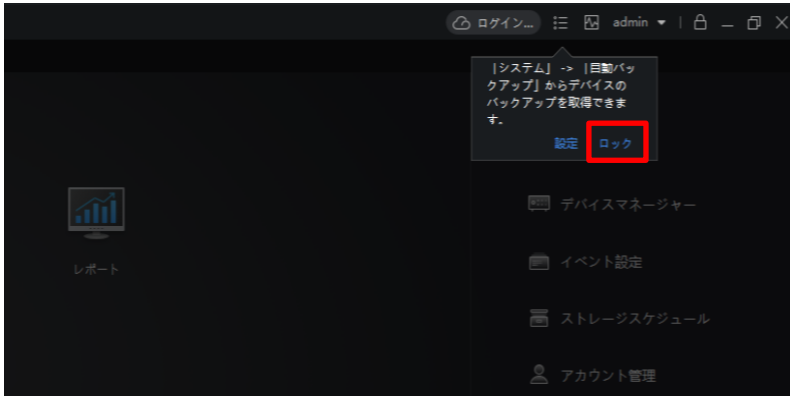 ログイン... admin
「システム」 -> 「自動バッ
クアップ」からデバイスの
バックアップを取得できま
す。
設定 ロック
レポート
デバイスマネージャー
イベント設定
ストレージスケジュール
アカウント管理